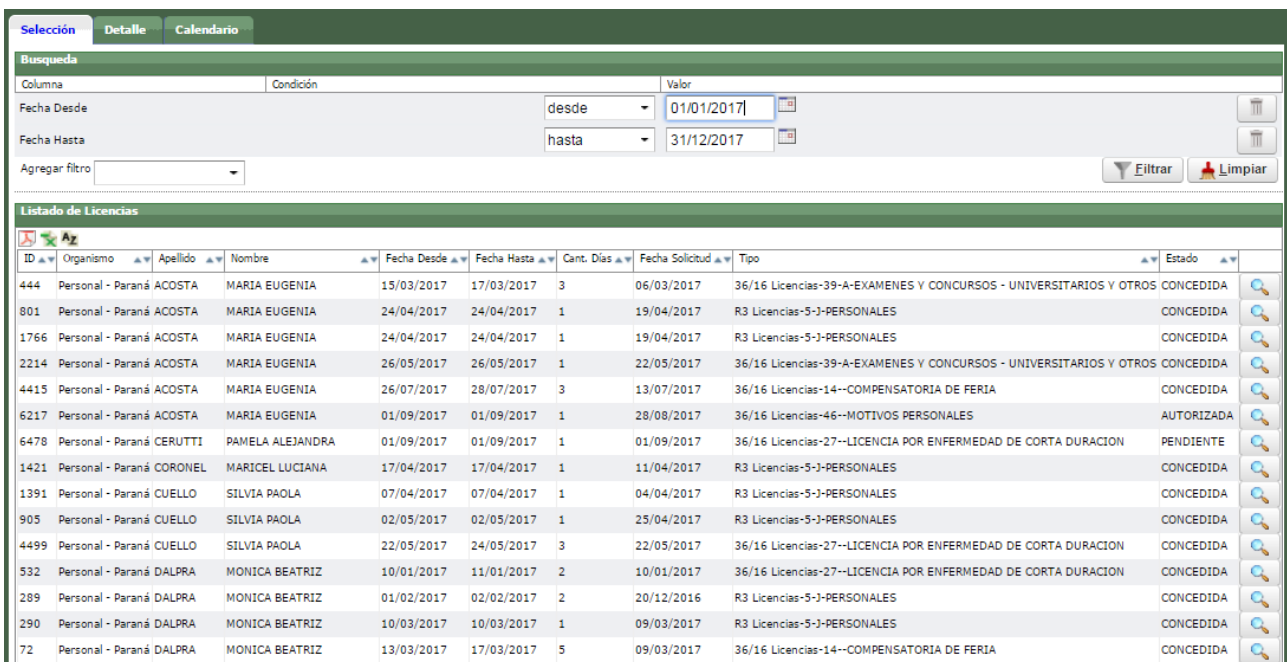 Selección Detalle Calendario
Busqueda
Columna Condición Valor
Fecha Desde desde 01/01/2017
Fecha Hasta hasta 31/12/2017
Agregar filtro Filtrar Limpiar
Listado de Licencias
AZ
ID Organismo Apellido Nombre Fecha Desde Fecha Hasta Cant. Días Fecha Solicitud Tipo Estado
444 Personal - Paraná ACOSTA MARIA EUGENIA 15/03/2017 17/03/2017 3 06/03/2017 36/16 Licencias-39-A-EXAMENES Y CONCURSOS - UNIVERSITARIOS Y OTROS CONCEDIDA
801 Personal - Paraná ACOSTA MARIA EUGENIA 24/04/2017 24/04/2017 1 19/04/2017 R3 Licencias-5-J-PERSONALES CONCEDIDA
1766 Personal - Paraná ACOSTA MARIA EUGENIA 24/04/2017 24/04/2017 1 19/04/2017 R3 Licencias-5-J-PERSONALES CONCEDIDA
2214 Personal - Paraná ACOSTA MARIA EUGENIA 26/05/2017 26/05/2017 1 22/05/2017 36/16 Licencias-39-A-EXAMENES Y CONCURSOS - UNIVERSITARIOS Y OTROS CONCEDIDA
4415 Personal - Paraná ACOSTA MARIA EUGENIA 26/07/2017 28/07/2017 3 13/07/2017 36/16 Licencias-14--COMPENSATORIA DE FERIA CONCEDIDA
6217 Personal - Paraná ACOSTA MARIA EUGENIA 01/09/2017 01/09/2017 1 28/08/2017 36/16 Licencias-46--MOTIVOS PERSONALES AUTORIZADA
6478 Personal - Paraná CERUTTI PAMELA ALEJANDRA 01/09/2017 01/09/2017 1 01/09/2017 36/16 Licencias-27--LICENCIA POR ENFERMEDAD DE CORTA DURACION PENDIENTE
1421 Personal - Paraná CORONEL MARICEL LUCIANA 17/04/2017 17/04/2017 1 11/04/2017 R3 Licencias-5-J-PERSONALES CONCEDIDA
1391 Personal - Paraná CUELLO SILVIA PAOLA 07/04/2017 07/04/2017 1 04/04/2017 R3 Licencias-5-J-PERSONALES CONCEDIDA
905 Personal - Paraná CUELLO SILVIA PAOLA 02/05/2017 02/05/2017 1 25/04/2017 R3 Licencias-5-J-PERSONALES CONCEDIDA
4499 Personal - Paraná CUELLO SILVIA PAOLA 22/05/2017 24/05/2017 3 22/05/2017 36/16 Licencias-27--LICENCIA POR ENFERMEDAD DE CORTA DURACION CONCEDIDA
532 Personal - Paraná DALPRA MONICA BEATRIZ 10/01/2017 11/01/2017 2 10/01/2017 36/16 Licencias-27--LICENCIA POR ENFERMEDAD DE CORTA DURACION CONCEDIDA
289 Personal - Paraná DALPRA MONICA BEATRIZ 01/02/2017 02/02/2017 2 20/12/2016 R3 Licencias-5-J-PERSONALES CONCEDIDA
290 Personal - Paraná DALPRA MONICA BEATRIZ 10/03/2017 10/03/2017 1 09/03/2017 R3 Licencias-5-J-PERSONALES CONCEDIDA
72 Personal - Paraná DALPRA MONICA BEATRIZ 13/03/2017 17/03/2017 5 09/03/2017 36/16 Licencias-14--COMPENSATORIA DE FERIA CONCEDIDA